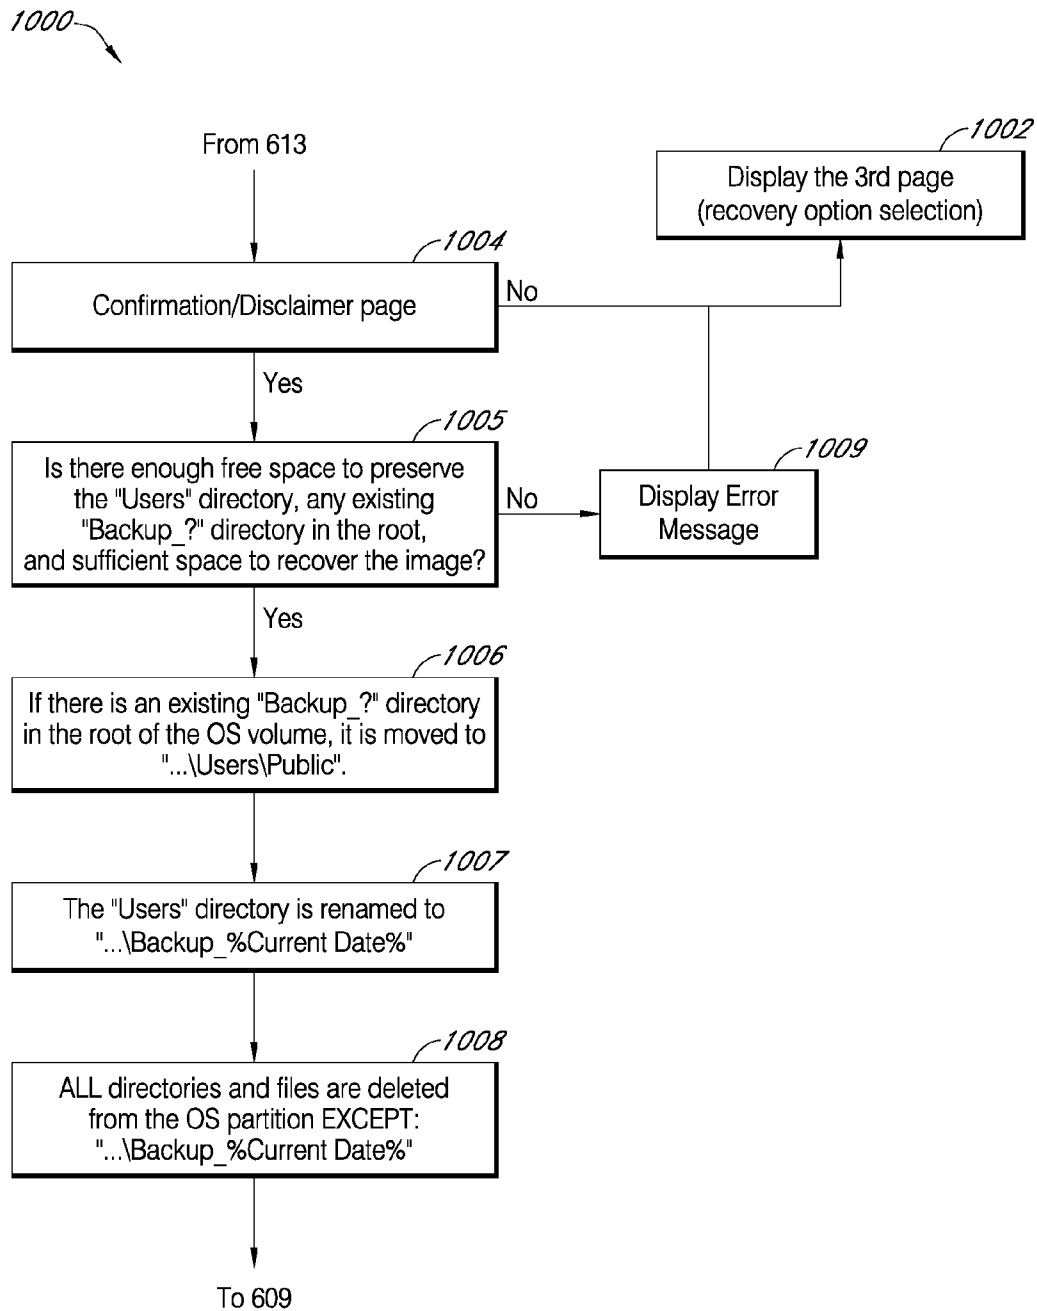 1000
From 613
1002
Display the 3rd page
(recovery option selection)
1004
Confirmation/Disclaimer page
No
Yes
1005
Is there enough free space to preserve
the "Users" directory, any existing
"Backup_?" directory in the root,
and sufficient space to recover the image?
No
1009
Display Error
Message
Yes
1006
If there is an existing "Backup_?" directory
in the root of the OS volume, it is moved to
"...\Users\Public".
1007
The "Users" directory is renamed to
"...\Backup_%Current Date%"
1008
ALL directories and files are deleted
from the OS partition EXCEPT:
"...\Backup_%Current Date%"
To 609